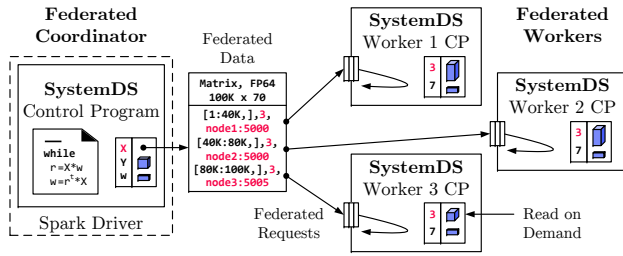 Federated
Coordinator
SystemDS
Control Program
while
r=X*w
w=rᵗ*X
X
Y
w
Spark Driver
Federated
Data
Matrix, FP64
100K x 70
[1:40K,],3,
node1:5000
[40K:80K,],3,
node2:5000
[80K:100K,],3,
node3:5005
Federated
Requests
SystemDS
Worker 1 CP
3
7
Federated
Workers
SystemDS
Worker 2 CP
3
7
SystemDS
Worker 3 CP
3
7
Read on
Demand